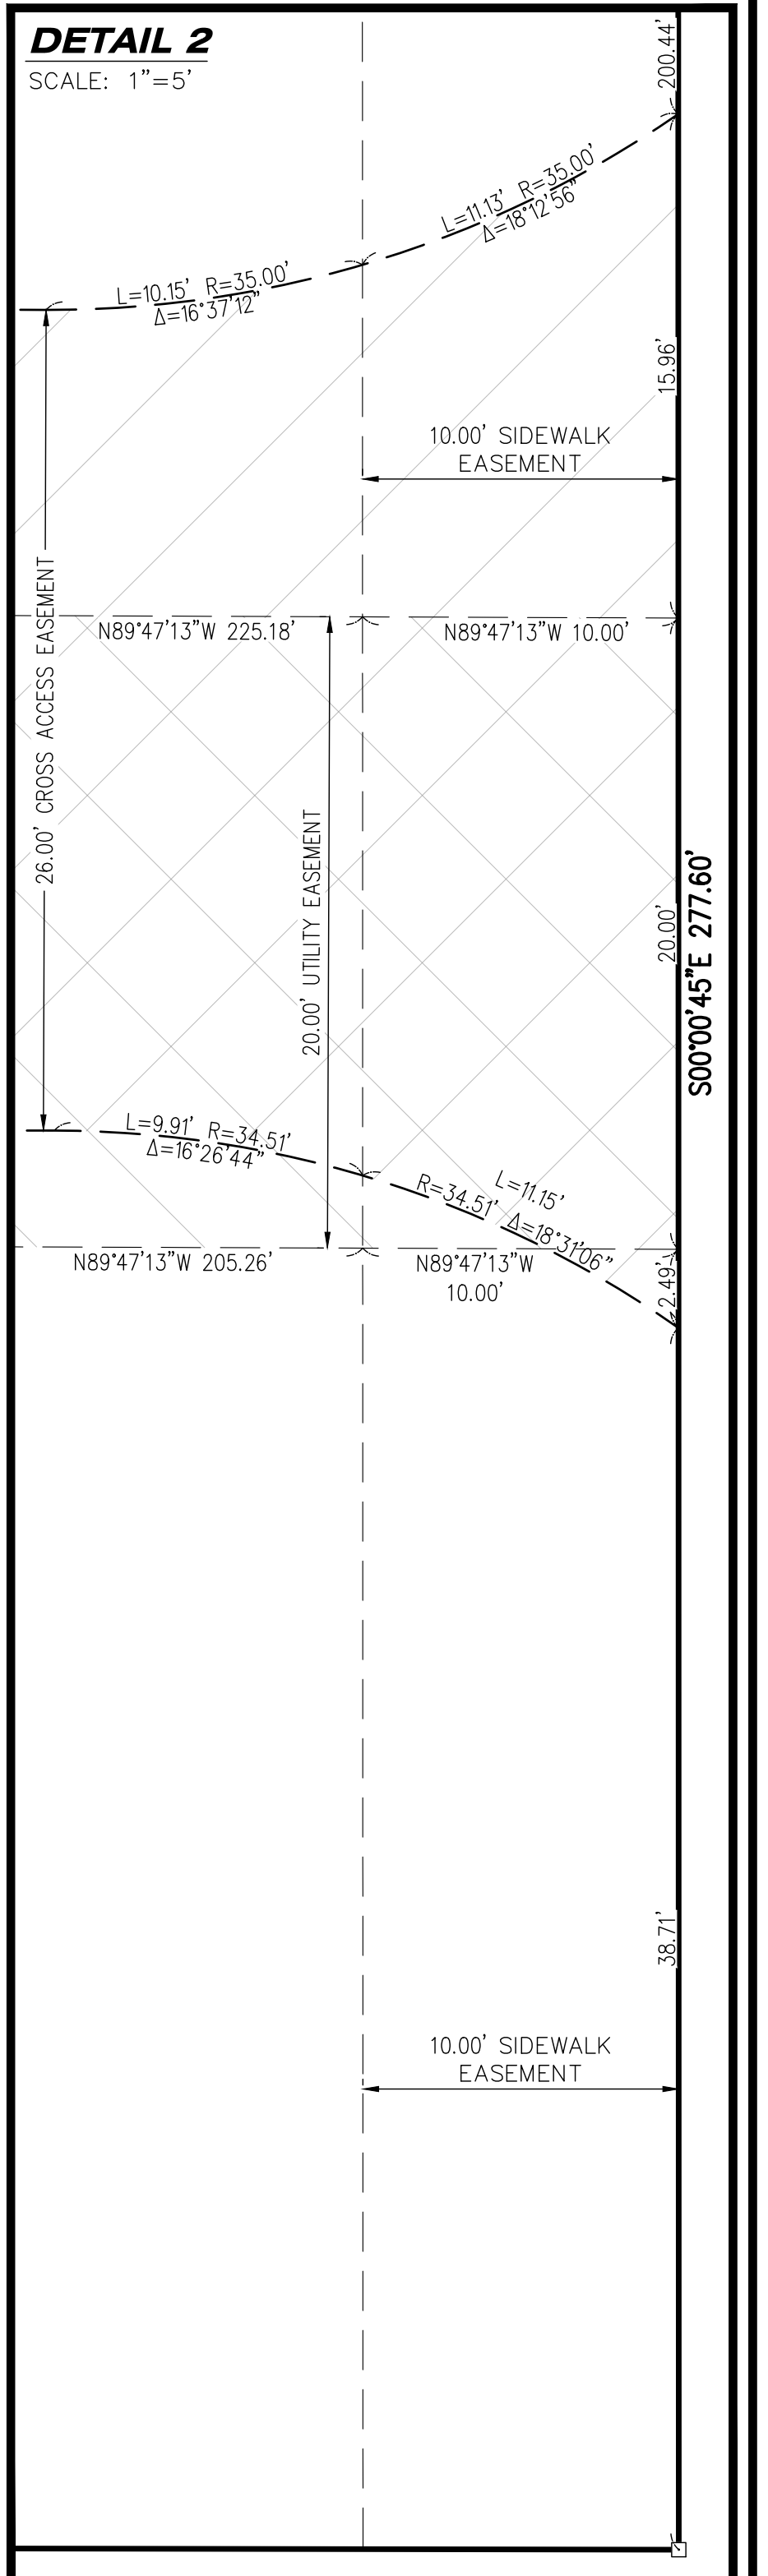 DETAIL 2
SCALE: 1"=5'
200.44'
L=11.13' R=35.00'
Δ=18°12'56"
L=10.15' R=35.00'
Δ=16°37'12"
15.96'
10.00' SIDEWALK
EASEMENT
26.00' CROSS ACCESS EASEMENT
N89°47'13"W 225.18'
N89°47'13"W 10.00'
20.00' UTILITY EASEMENT
20.00'
S00°00'45"E 277.60'
L=9.91' R=34.51'
Δ=16°26'44"
L=11.15'
R=34.51' Δ=18°31'06"
N89°47'13"W 205.26'
N89°47'13"W
10.00'
2.49'
38.71'
10.00' SIDEWALK
EASEMENT